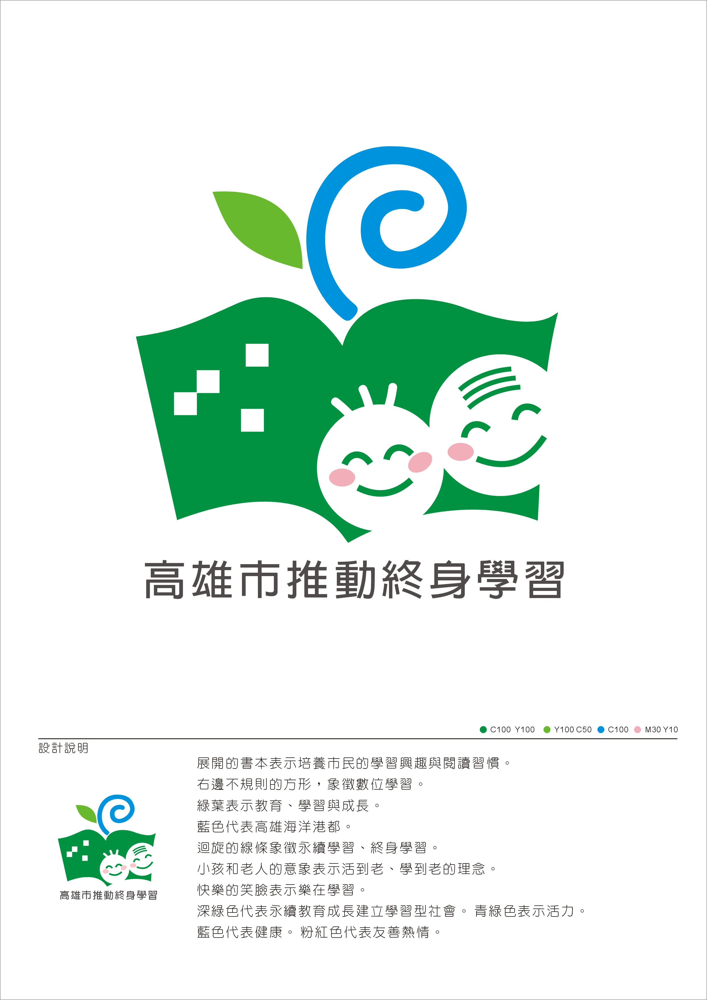 高雄市推動終身學習
C100 Y100 Y100 C50 C100 M30 Y10
設計說明
展開的書本表示培養市民的學習興趣與閱讀習慣。
右邊不規則的方形，象徵數位學習。
綠葉表示教育、學習與成長。
藍色代表高雄海洋港都。
迴旋的線條象徵永續學習、終身學習。
小孩和老人的意象表示活到老、學到老的理念。
快樂的笑臉表示樂在學習。
深綠色代表永續教育成長建立學習型社會。 青綠色表示活力。
藍色代表健康。 粉紅色代表友善熱情。
高雄市推動終身學習